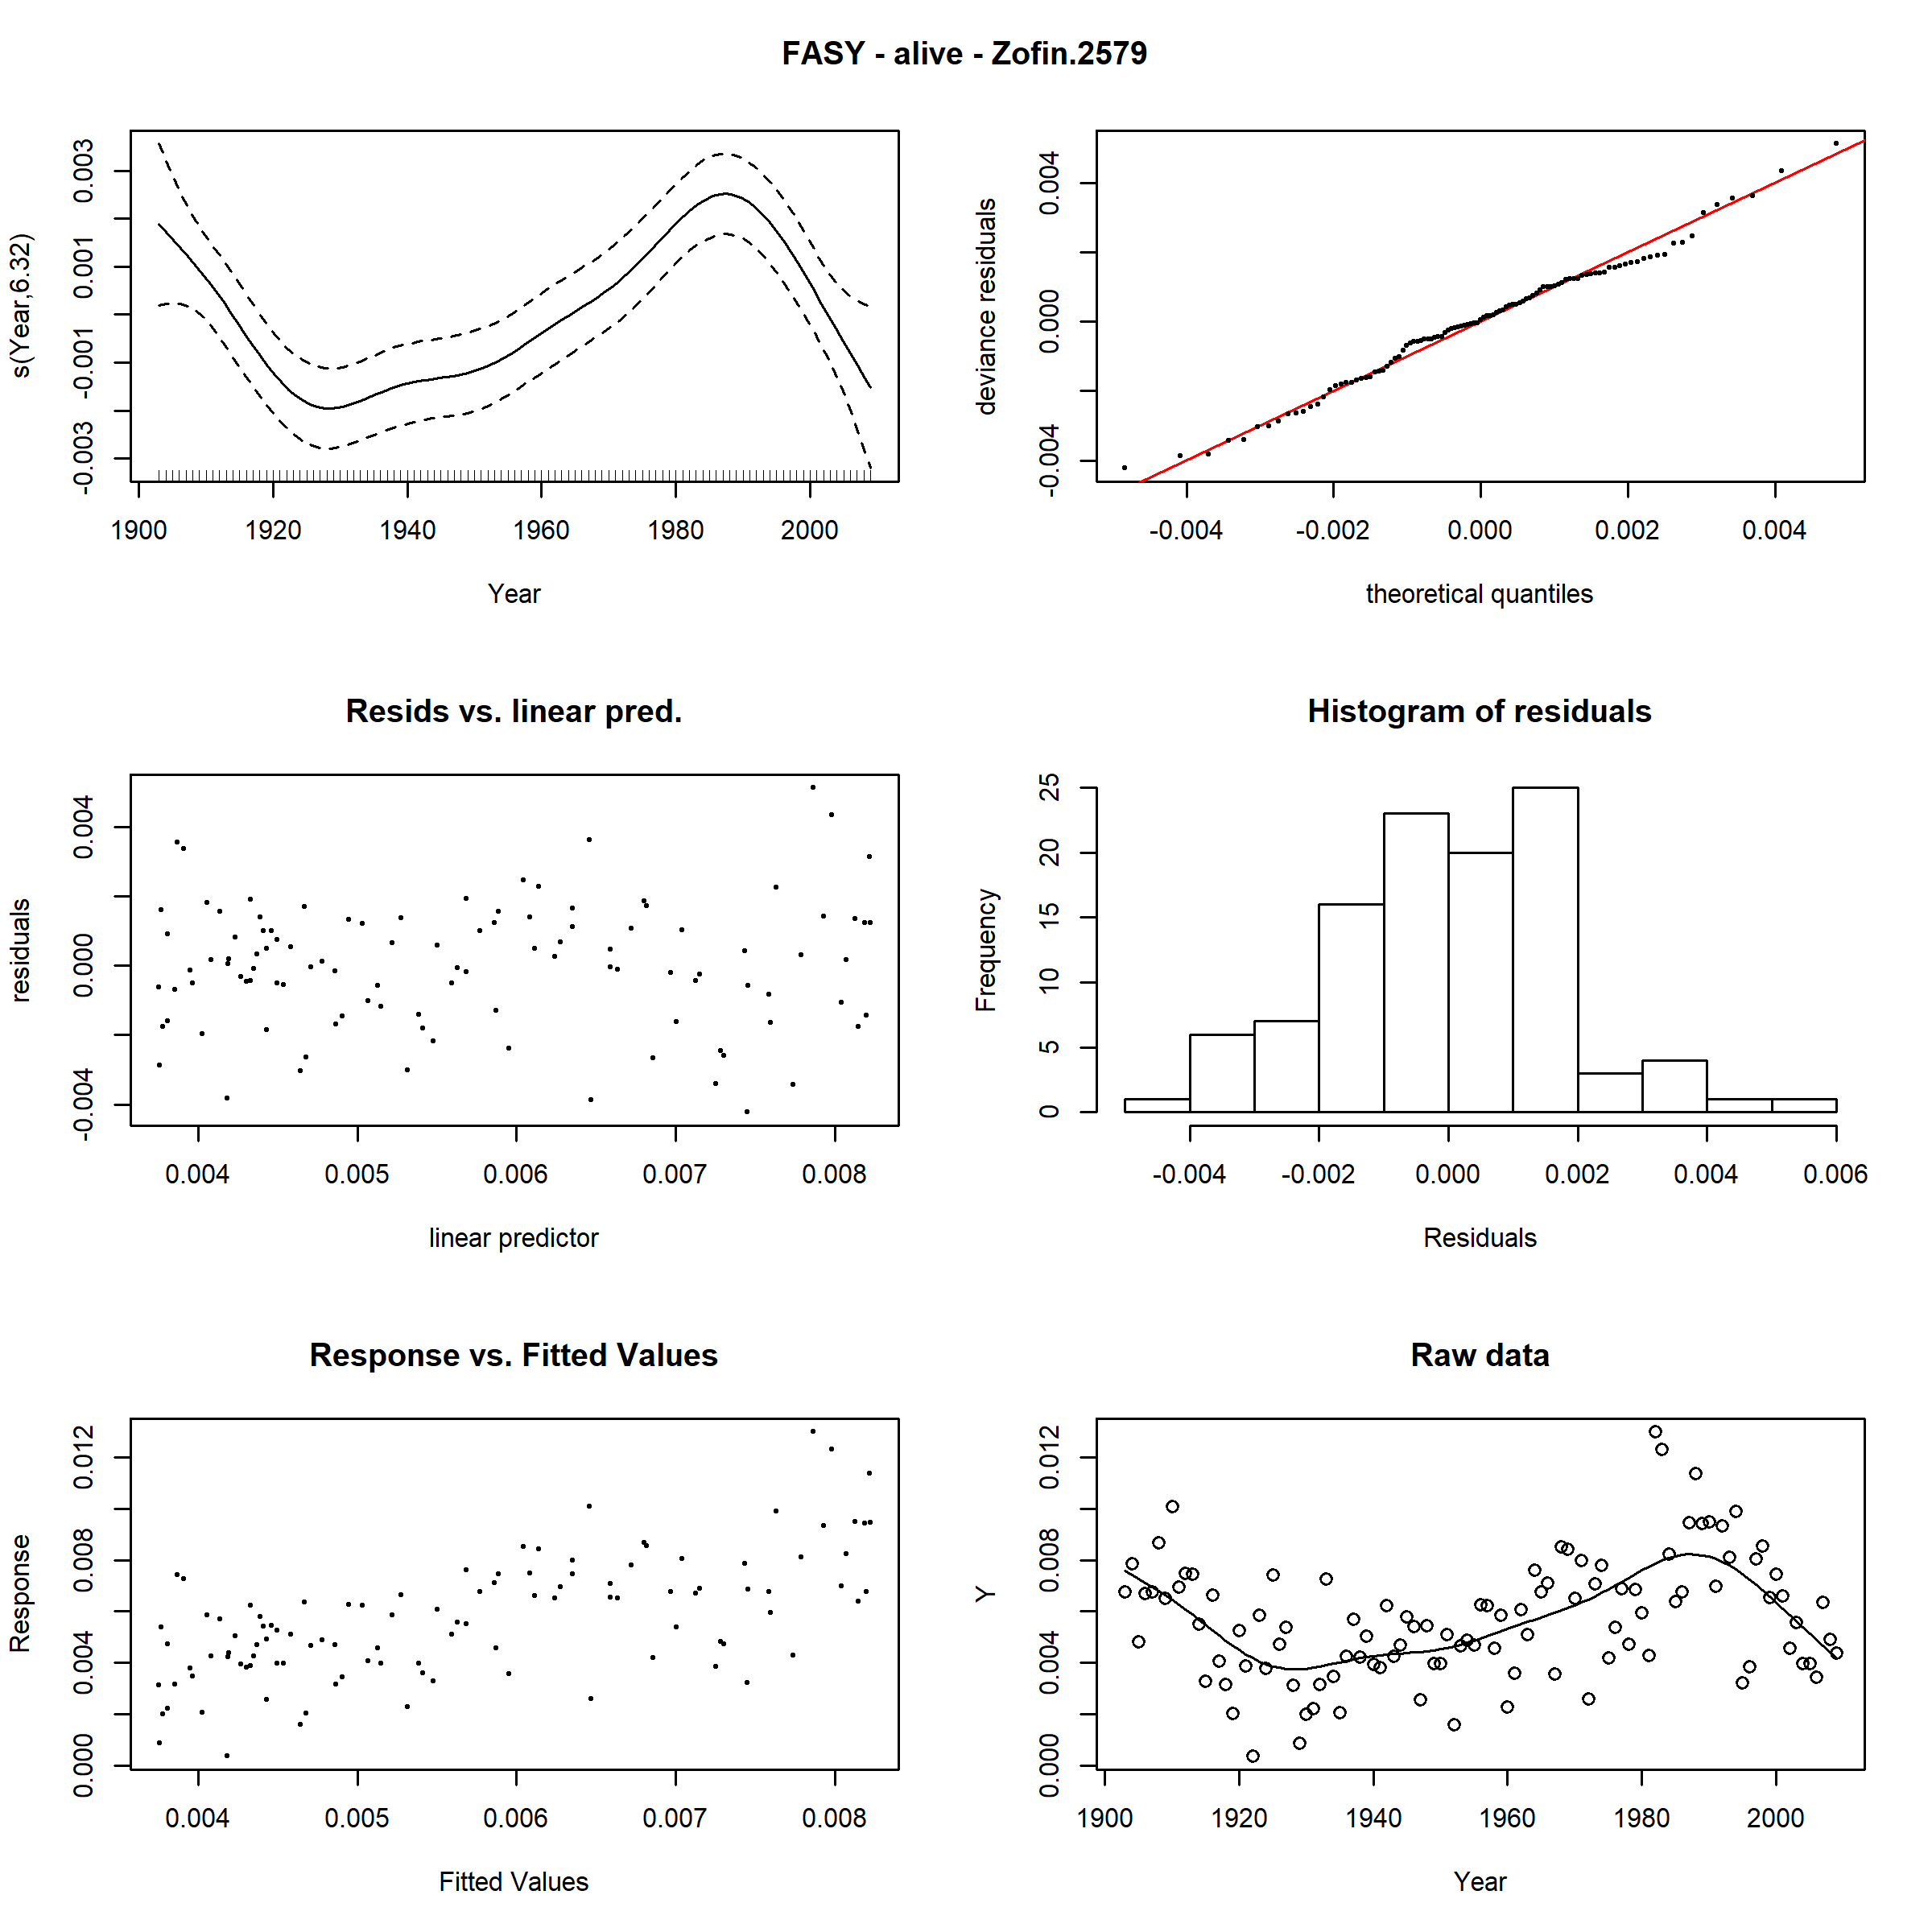 FASY - alive - Zofin.2579
s(Year,6.32)
-0.003 -0.001 0.001 0.003
1900 1920 1940 1960 1980 2000
Year
deviance residuals
-0.004 0.000 0.004
-0.004 -0.002 0.000 0.002 0.004
theoretical quantiles
Resids vs. linear pred.
residuals
-0.004 0.000 0.004
0.004 0.005 0.006 0.007 0.008
linear predictor
Histogram of residuals
Frequency
0 5 10 15 20 25
-0.004 -0.002 0.000 0.002 0.004 0.006
Residuals
Response vs. Fitted Values
Response
0.000 0.004 0.008 0.012
0.004 0.005 0.006 0.007 0.008
Fitted Values
Raw data
Y
0.000 0.004 0.008 0.012
1900 1920 1940 1960 1980 2000
Year